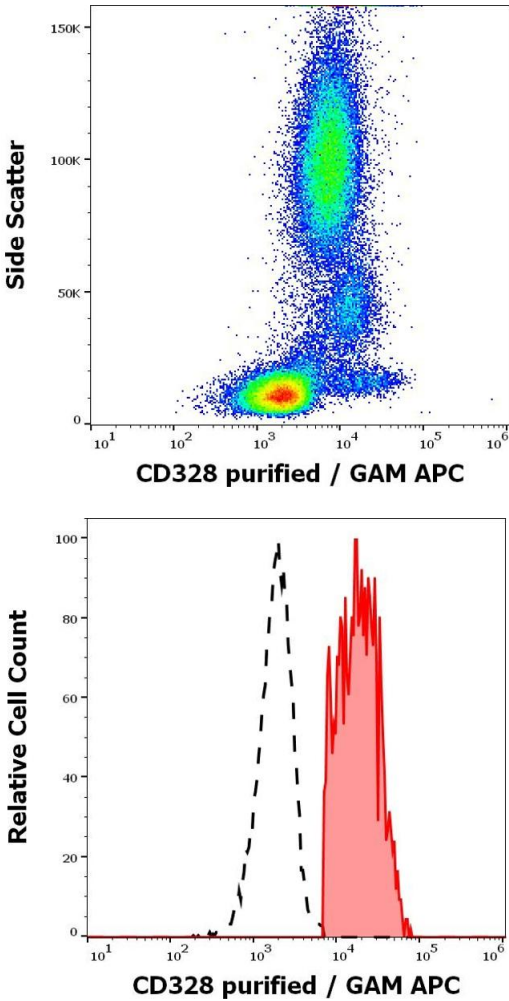 150K
100K
50K
0
Side Scatter
10¹ 10² 10³ 10⁴ 10⁵ 10⁶
CD328 purified / GAM APC
100
80
60
40
20
0
Relative Cell Count
10¹ 10² 10³ 10⁴ 10⁵ 10⁶
CD328 purified / GAM APC